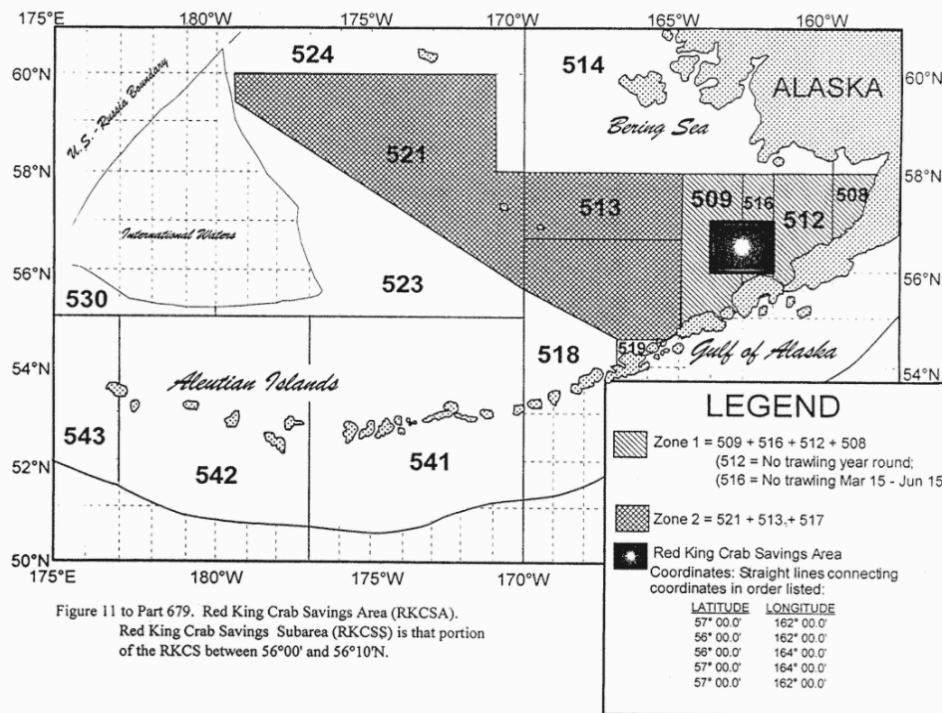 175°E 180°W 175°W 170°W 165°W 160°W
60°N 524 514 60°N
ALASKA
Bering Sea
U.S.-Russia Boundary
521
58°N 58°N
513 509 516 512 508
International Waters
56°N 523 56°N
530
54°N 518 519 Gulf of Alaska 54°N
Aleutian Islands
543 542 541
52°N
50°N
175°E 180°W 175°W 170°W
LEGEND
Zone 1 = 509 + 516 + 512 + 508
(512 = No trawling year round;
(516 = No trawling Mar 15 - Jun 15
Zone 2 = 521 + 513 + 517
Red King Crab Savings Area
Coordinates: Straight lines connecting
coordinates in order listed:
LATITUDE LONGITUDE
57° 00.0' 162° 00.0'
56° 00.0' 162° 00.0'
56° 00.0' 164° 00.0'
57° 00.0' 164° 00.0'
57° 00.0' 162° 00.0'
Figure 11 to Part 679. Red King Crab Savings Area (RKCSA).
Red King Crab Savings Subarea (RKCSS) is that portion
of the RKCS between 56°00' and 56°10'N.